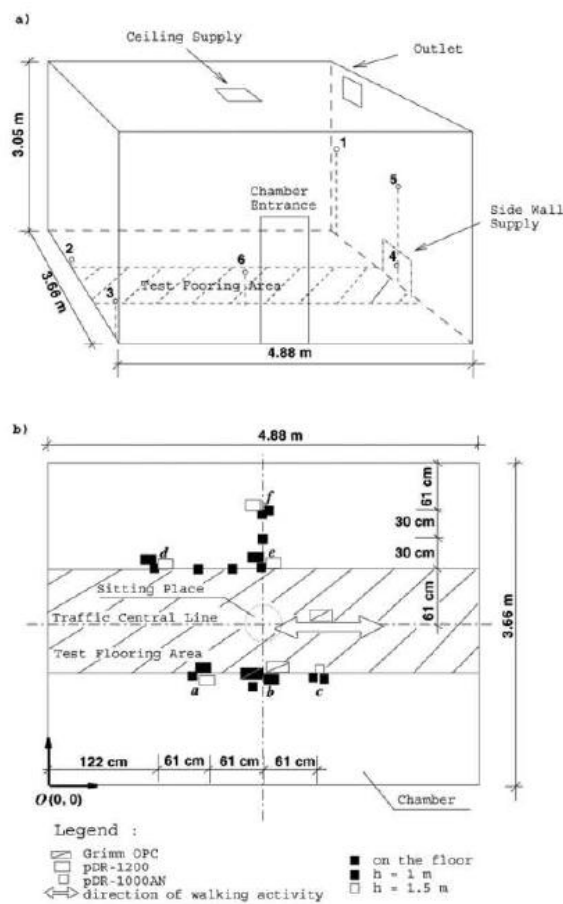 a)
Ceiling Supply
Outlet
3.05 m
1
5
Chamber
Entrance
Side Wall
Supply
2
6
4
Test Fooring Area
3
3.66 m
4.88 m
b)
4.88 m
f
61 cm
30 cm
30 cm
d
e
Sitting Place
61 cm
Traffic Central Line
3.66 m
Test Flooring Area
a
b
c
122 cm
61 cm
61 cm
61 cm
O(0, 0)
Chamber
Legend :
Grimm OPC
pDR-1200
pDR-1000AN
direction of walking activity
on the floor
h = 1 m
h = 1.5 m